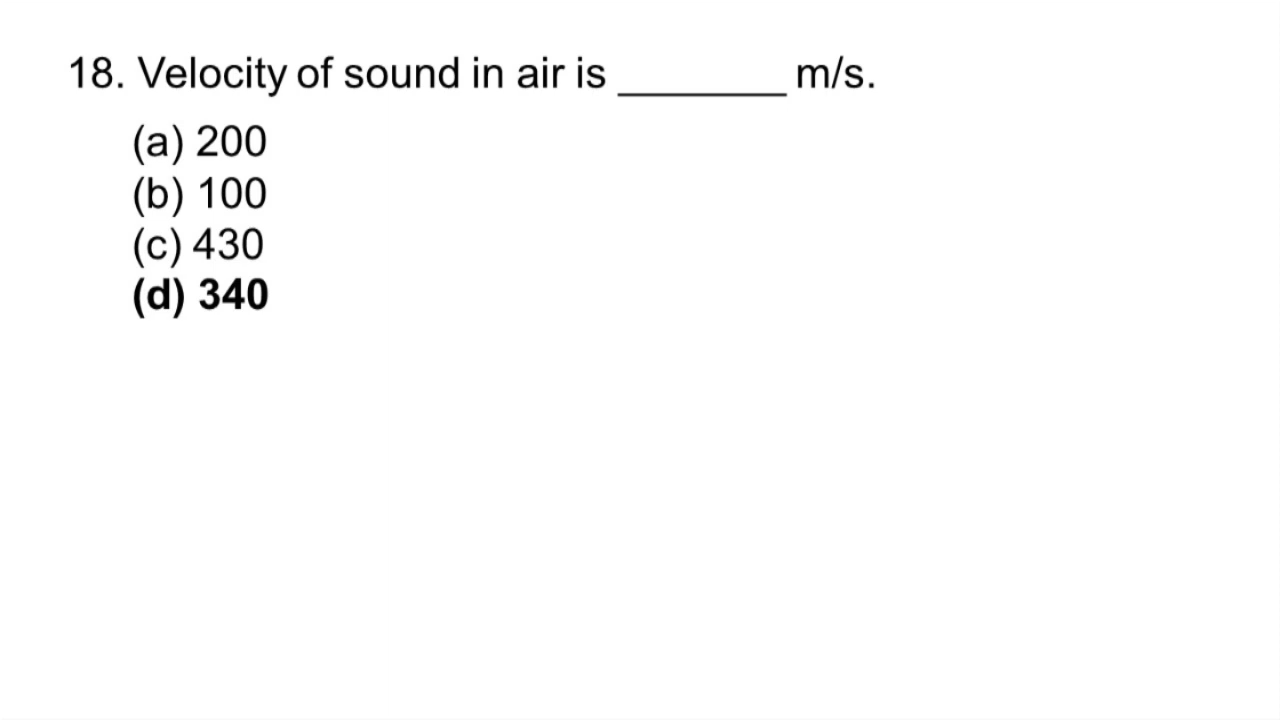 18. Velocity of sound in air is ________ m/s.
(a) 200
(b) 100
(c) 430
(d) 340